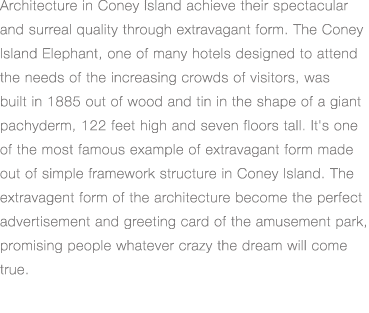 Architecture in Coney Island achieve their spectacular
and surreal quality through extravagant form. The Coney
Island Elephant, one of many hotels designed to attend
the needs of the increasing crowds of visitors, was
built in 1885 out of wood and tin in the shape of a giant
pachyderm, 122 feet high and seven floors tall. It's one
of the most famous example of extravagant form made
out of simple framework structure in Coney Island. The
extravagent form of the architecture become the perfect
advertisement and greeting card of the amusement park,
promising people whatever crazy the dream will come
true.